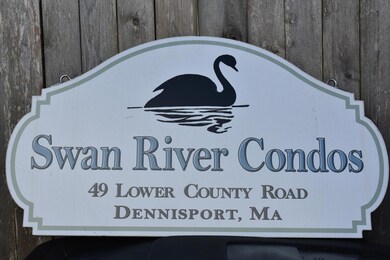 Swan River Condos
49 Lower County Road
Dennisport, MA